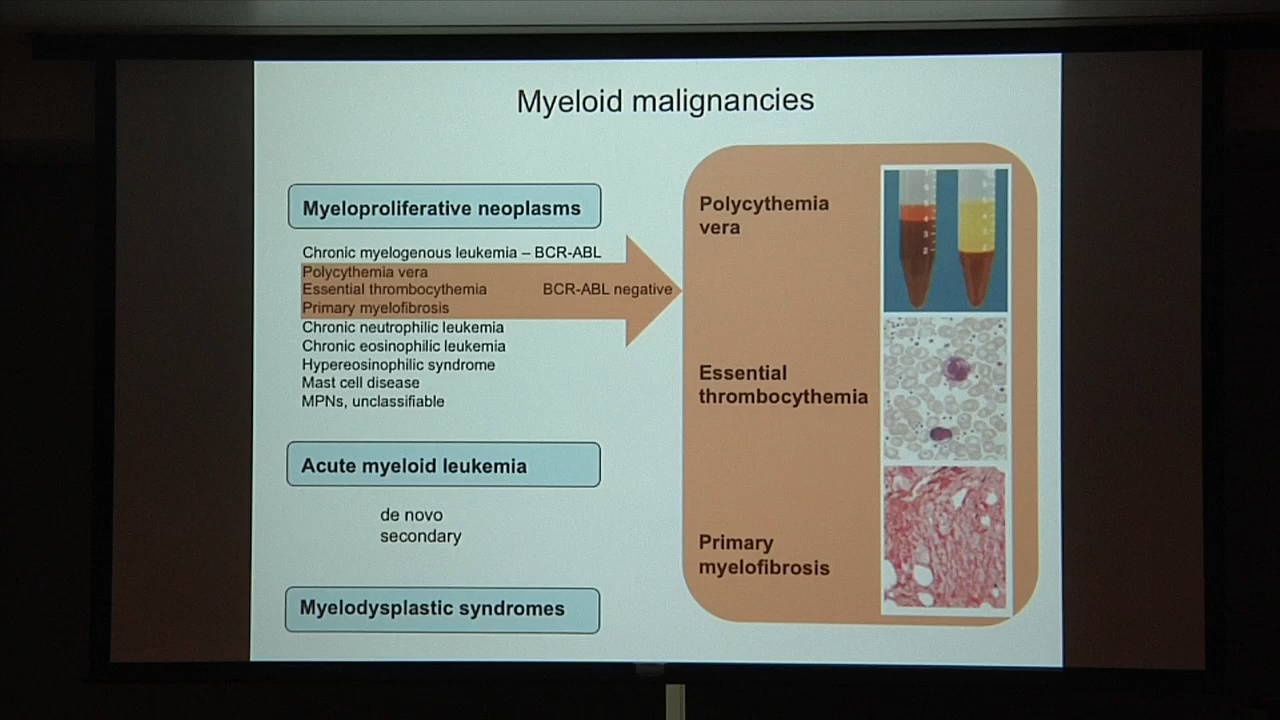 Myeloid malignancies
Myeloproliferative neoplasms
Chronic myelogenous leukemia – BCR-ABL
Polycythemia vera
Essential thrombocythemia BCR-ABL negative
Primary myelofibrosis
Chronic neutrophilic leukemia
Chronic eosinophilic leukemia
Hypereosinophilic syndrome
Mast cell disease
MPNs, unclassifiable
Acute myeloid leukemia
de novo
secondary
Myelodysplastic syndromes
Polycythemia
vera
Essential
thrombocythemia
Primary
myelofibrosis